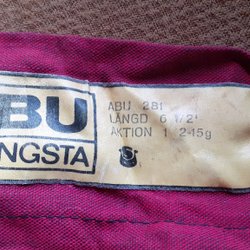 BU
NGSTA
ABU 281
LÄNGD 6 1/2'
AKTION 1 2-15g